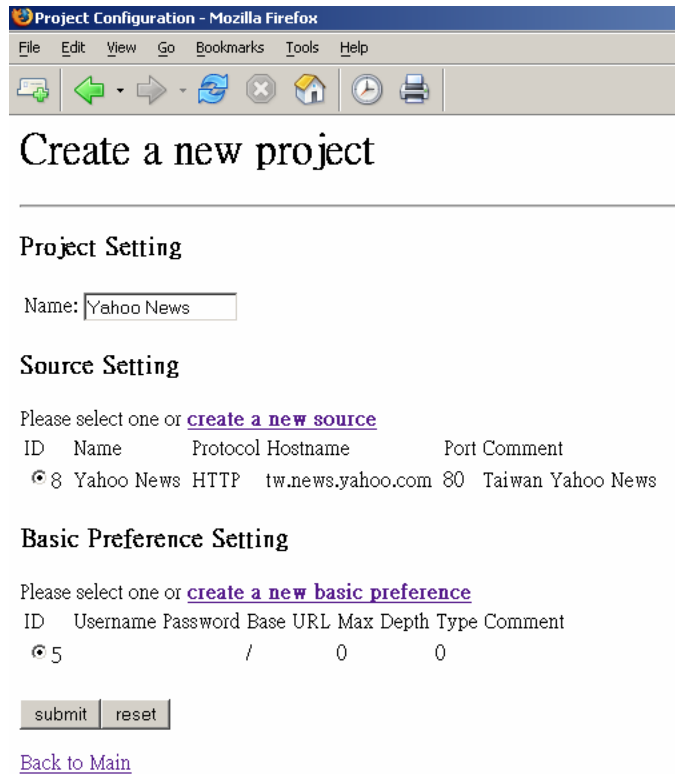 Project Configuration - Mozilla Firefox
File Edit View Go Bookmarks Tools Help
Create a new project
Project Setting
Name: Yahoo News
Source Setting
Please select one or create a new source
ID Name Protocol Hostname Port Comment
8 Yahoo News HTTP tw.news.yahoo.com 80 Taiwan Yahoo News
Basic Preference Setting
Please select one or create a new basic preference
ID Username Password Base URL Max Depth Type Comment
5 / 0 0
submit reset
Back to Main